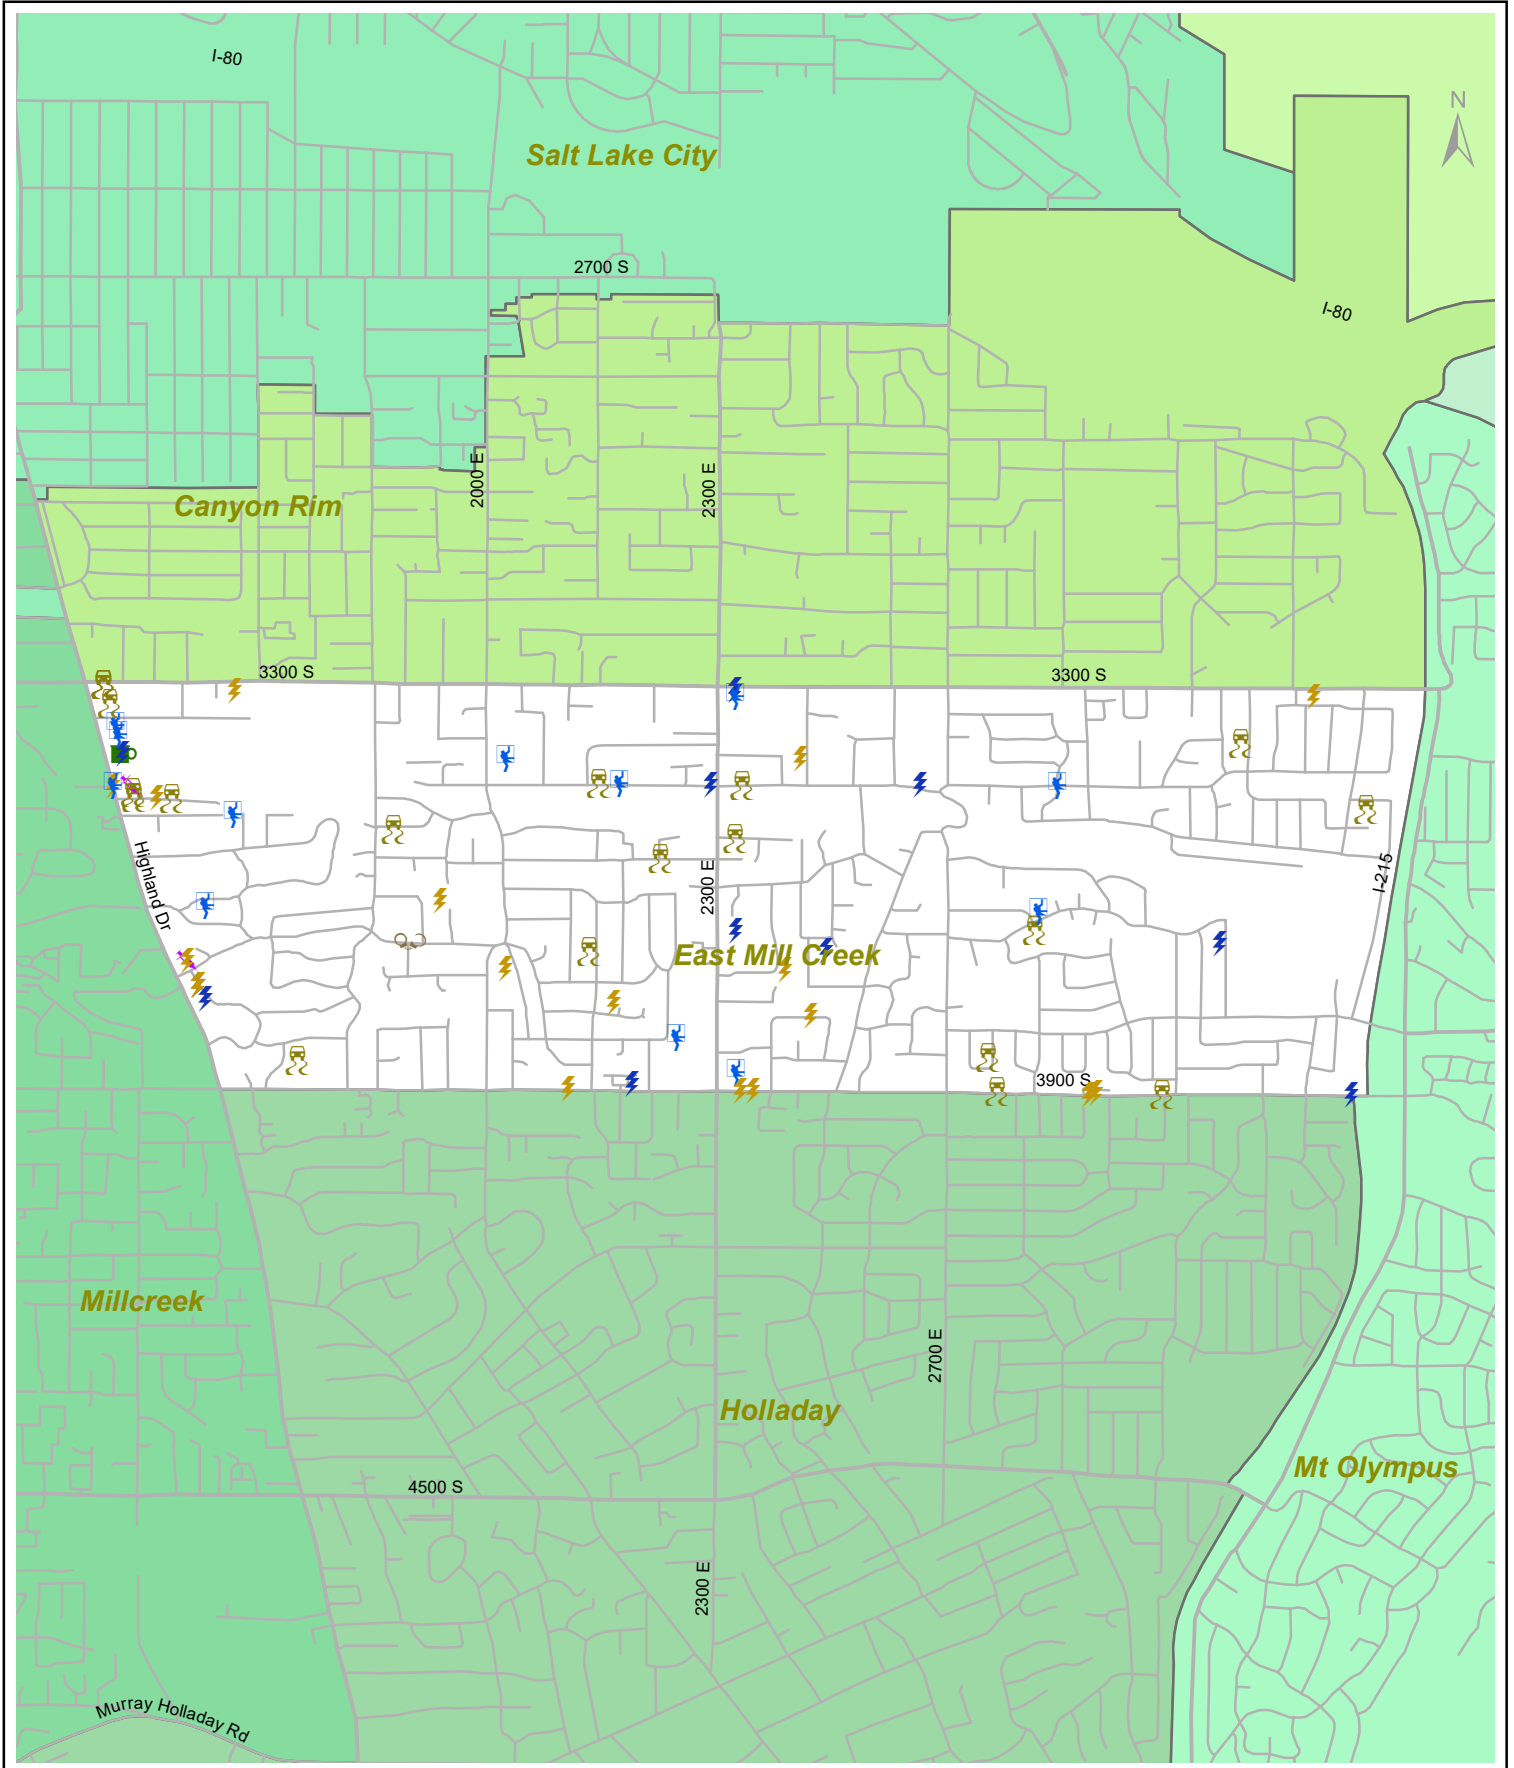 I-80
N
Salt Lake City
2700 S
I-80
2000 E
2300 E
Canyon Rim
3300 S
3300 S
Highland Dr
2300 E
I-215
East Mill Creek
3900 S
Millcreek
2700 E
Holladay
Mt Olympus
4500 S
2300 E
Murray Holladay Rd